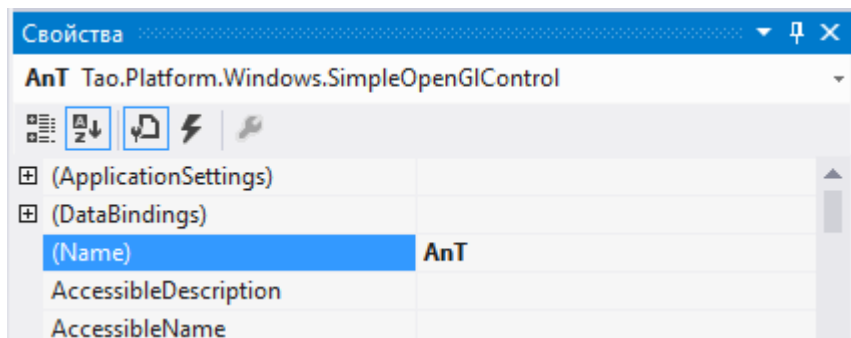 Свойства
AnT Tao.Platform.Windows.SimpleOpenGlControl
(ApplicationSettings)
(DataBindings)
(Name) AnT
AccessibleDescription
AccessibleName